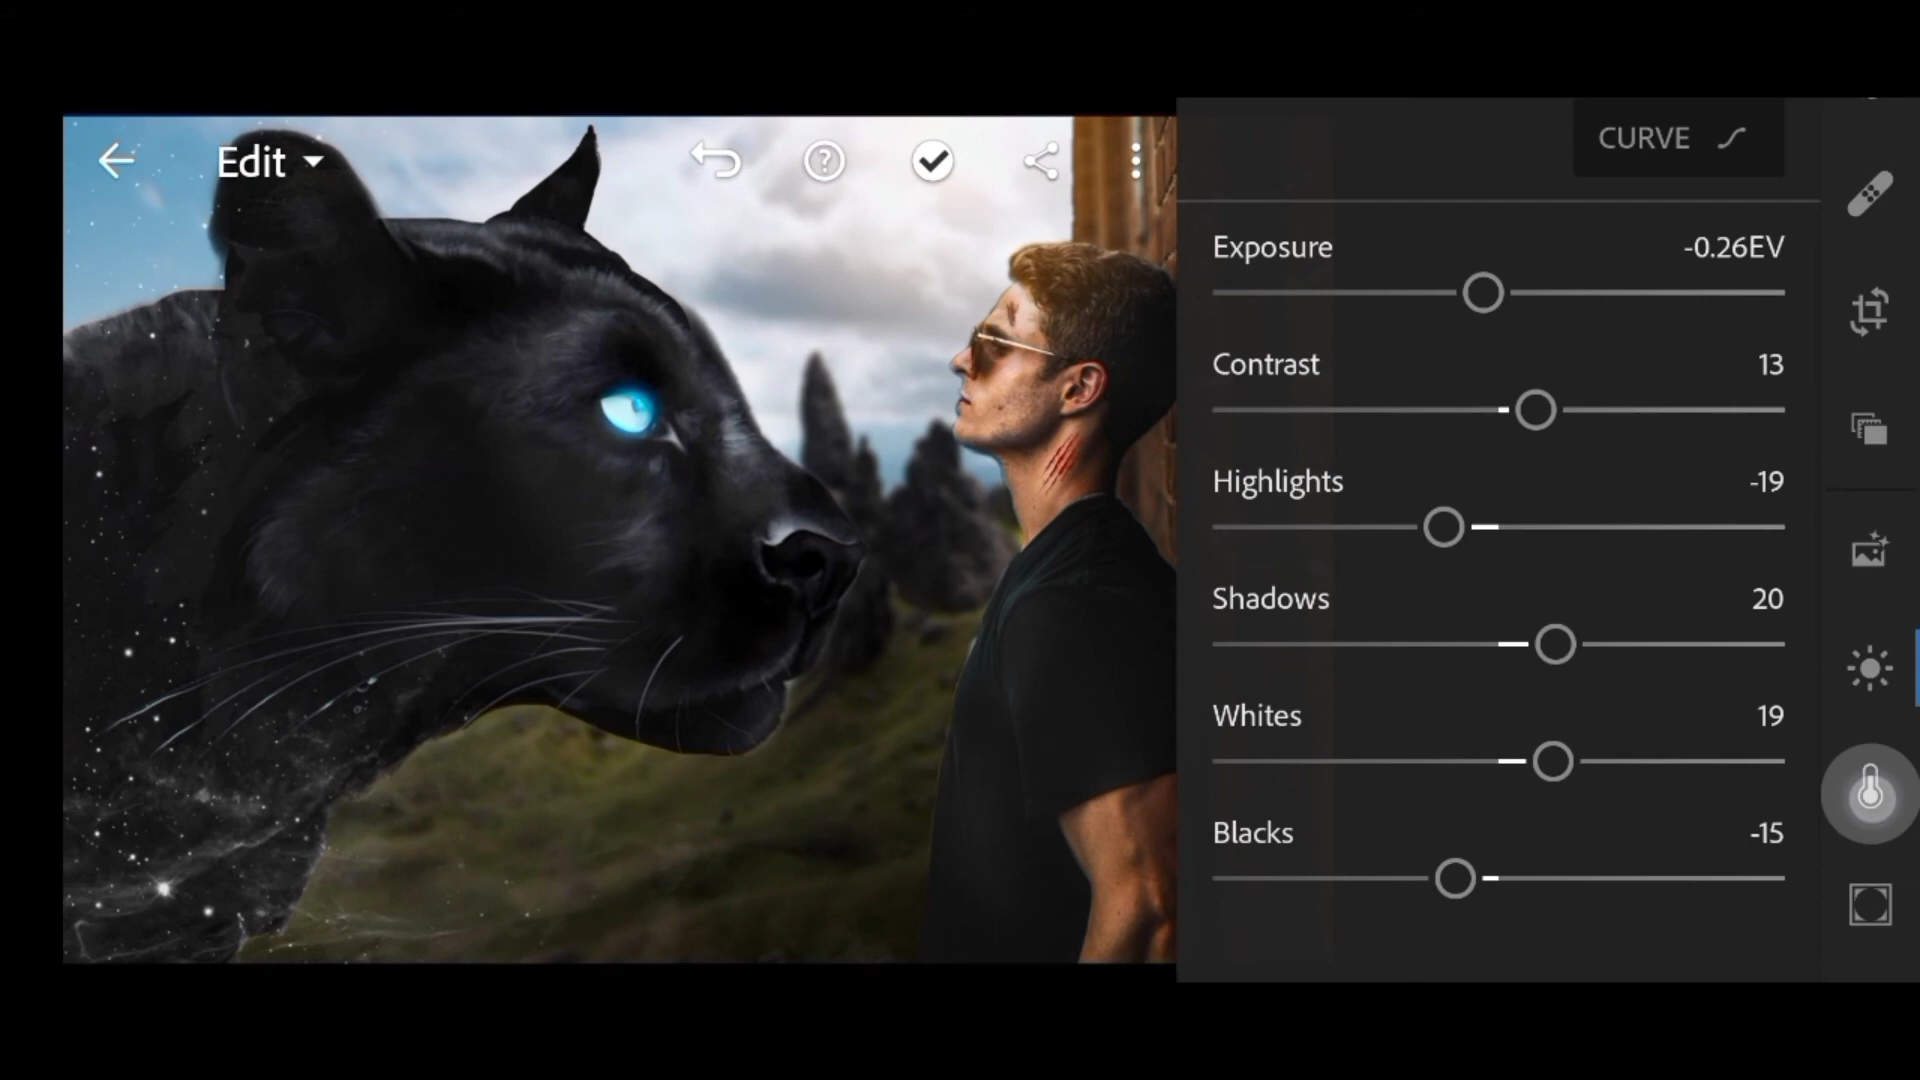 Edit
CURVE
Exposure -0.26EV
Contrast 13
Highlights -19
Shadows 20
Whites 19
Blacks -15